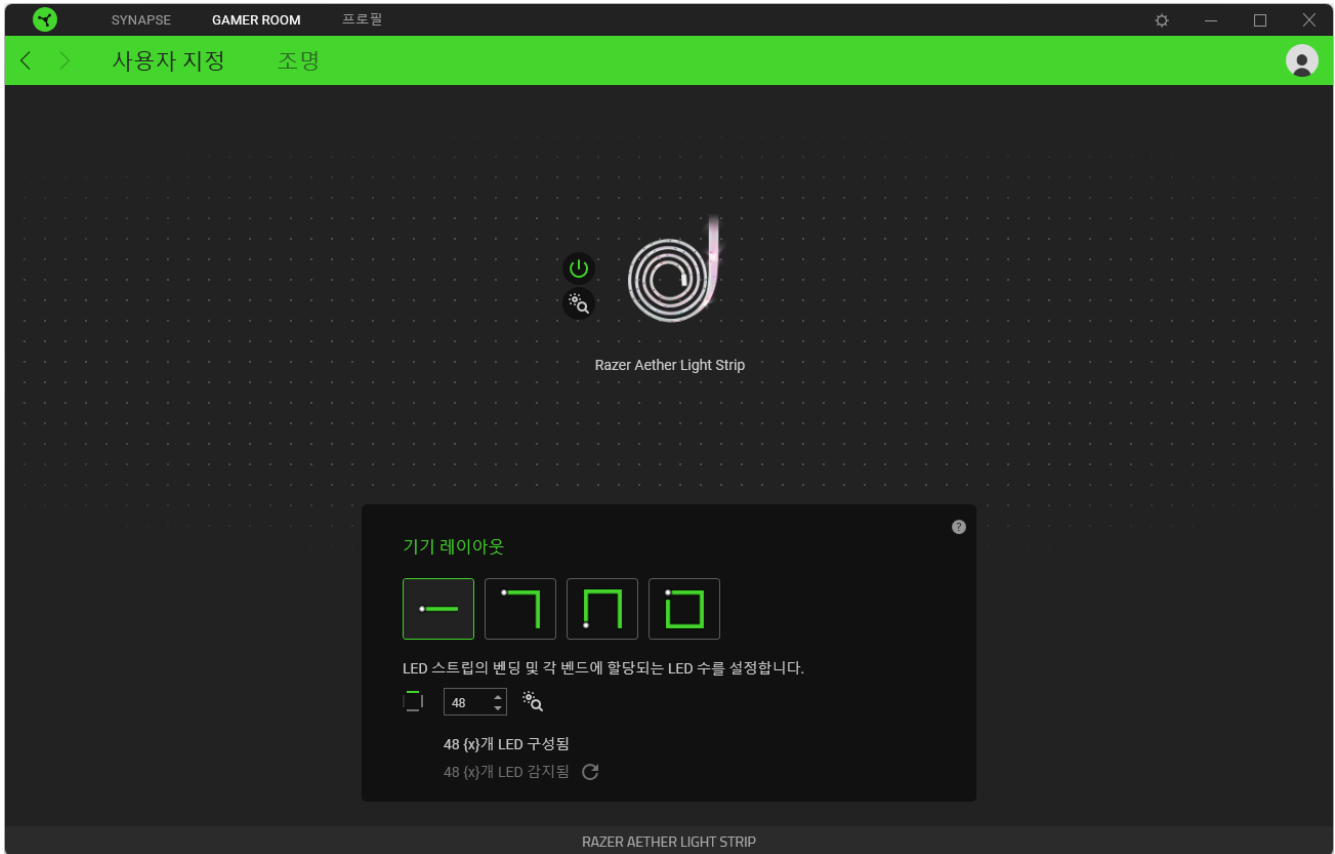 SYNAPSE GAMER ROOM 프로필
사용자 지정 조명
Razer Aether Light Strip
기기 레이아웃
LED 스트립의 벤딩 및 각 벤드에 할당되는 LED 수를 설정합니다.
48
48 {x}개 LED 구성됨
48 {x}개 LED 감지됨
RAZER AETHER LIGHT STRIP